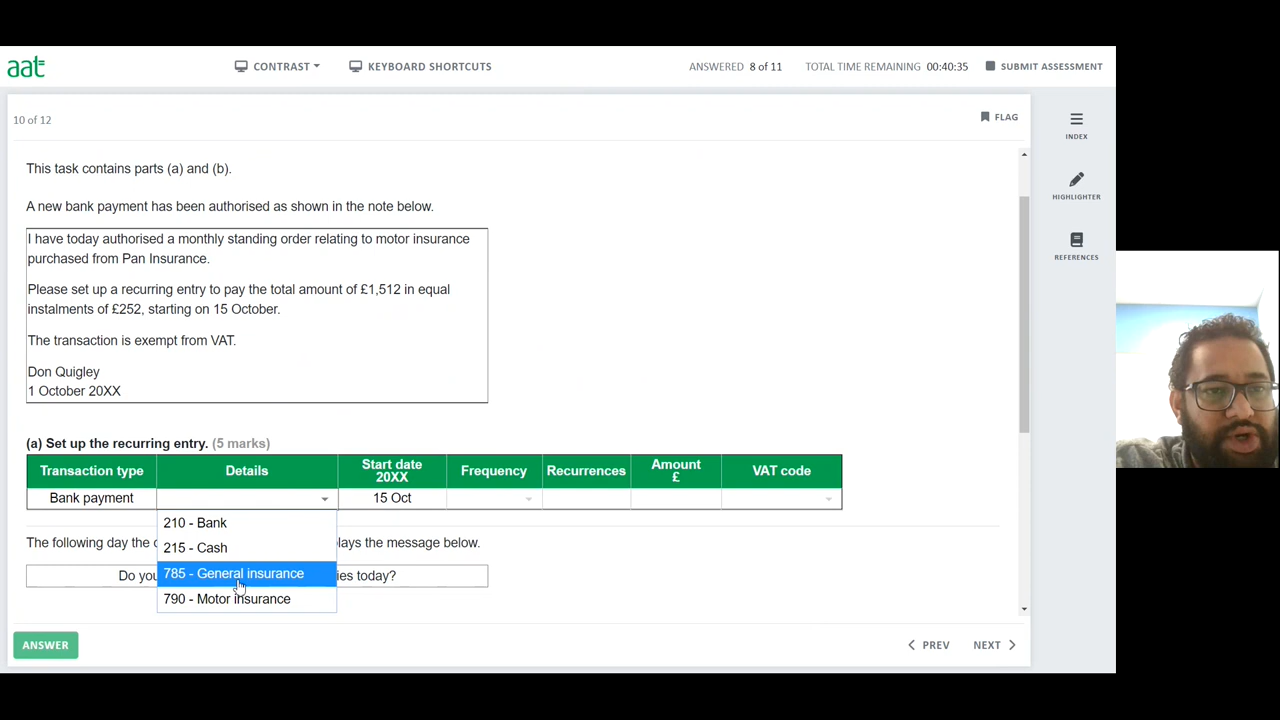 aat
CONTRAST
KEYBOARD SHORTCUTS
ANSWERED 8 of 11
TOTAL TIME REMAINING 00:40:35
SUBMIT ASSESSMENT
10 of 12
FLAG
INDEX
HIGHLIGHTER
REFERENCES
This task contains parts (a) and (b).
A new bank payment has been authorised as shown in the note below.
I have today authorised a monthly standing order relating to motor insurance
purchased from Pan Insurance.
Please set up a recurring entry to pay the total amount of £1,512 in equal
instalments of £252, starting on 15 October.
The transaction is exempt from VAT.
Don Quigley
1 October 20XX
(a) Set up the recurring entry. (5 marks)
Transaction type Details Start date 20XX Frequency Recurrences Amount £ VAT code
Bank payment 15 Oct
210 - Bank
215 - Cash
785 - General insurance
790 - Motor insurance
The following day the message below.
Do ies today?
ANSWER
PREV
NEXT